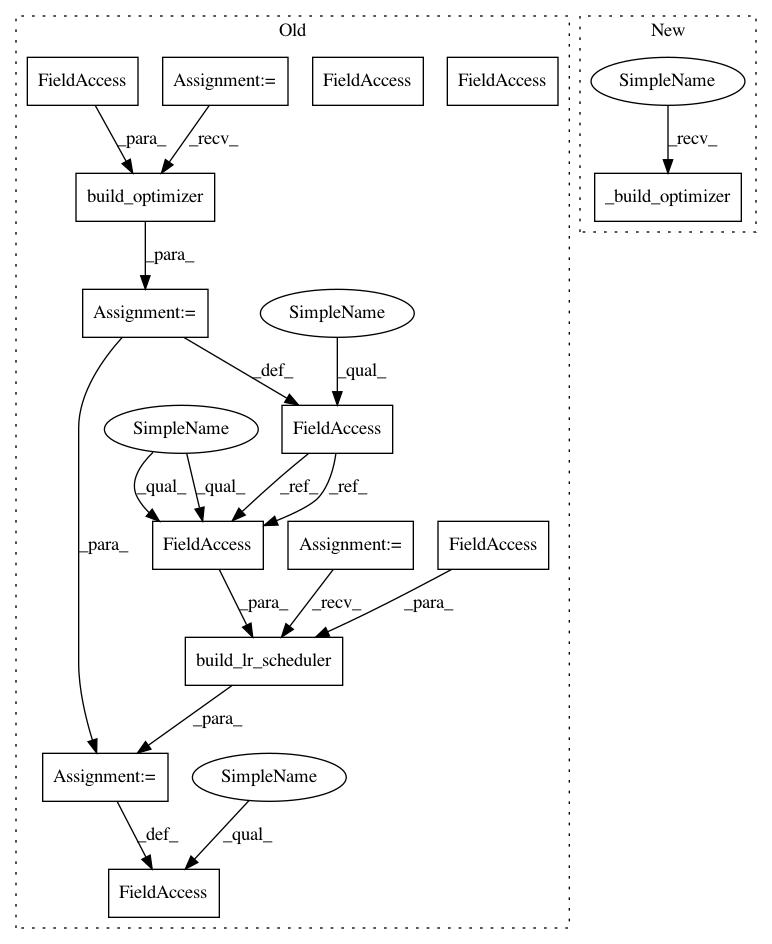 Old
New
FieldAccess
Assignment:=
FieldAccess
FieldAccess
SimpleName
_para_
_recv_
_recv_
build_optimizer
_build_optimizer
_para_
Assignment:=
SimpleName
_def_
_qual_
SimpleName
FieldAccess
_qual_
_qual_
_ref_
_ref_
_para_
FieldAccess
Assignment:=
FieldAccess
_para_
_recv_
_para_
build_lr_scheduler
_para_
Assignment:=
SimpleName
_def_
_qual_
FieldAccess